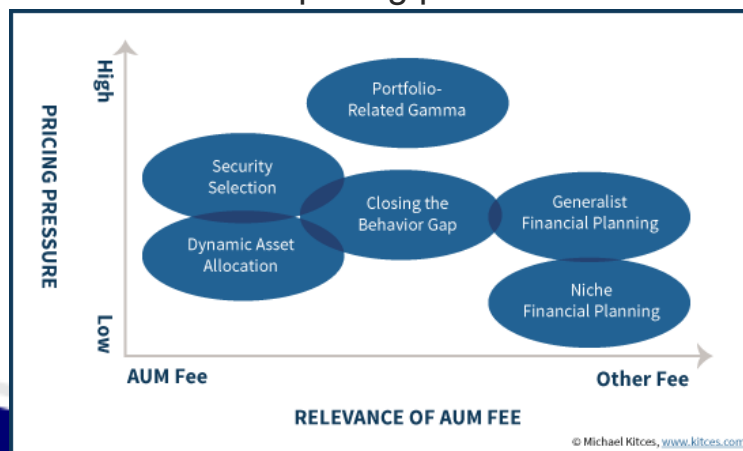 High
PRICING PRESSURE
Low
Portfolio-
Related Gamma
Security
Selection
Closing the
Behavior Gap
Generalist
Financial Planning
Dynamic Asset
Allocation
Niche
Financial Planning
AUM Fee
Other Fee
RELEVANCE OF AUM FEE
© Michael Kitces, www.kitces.com